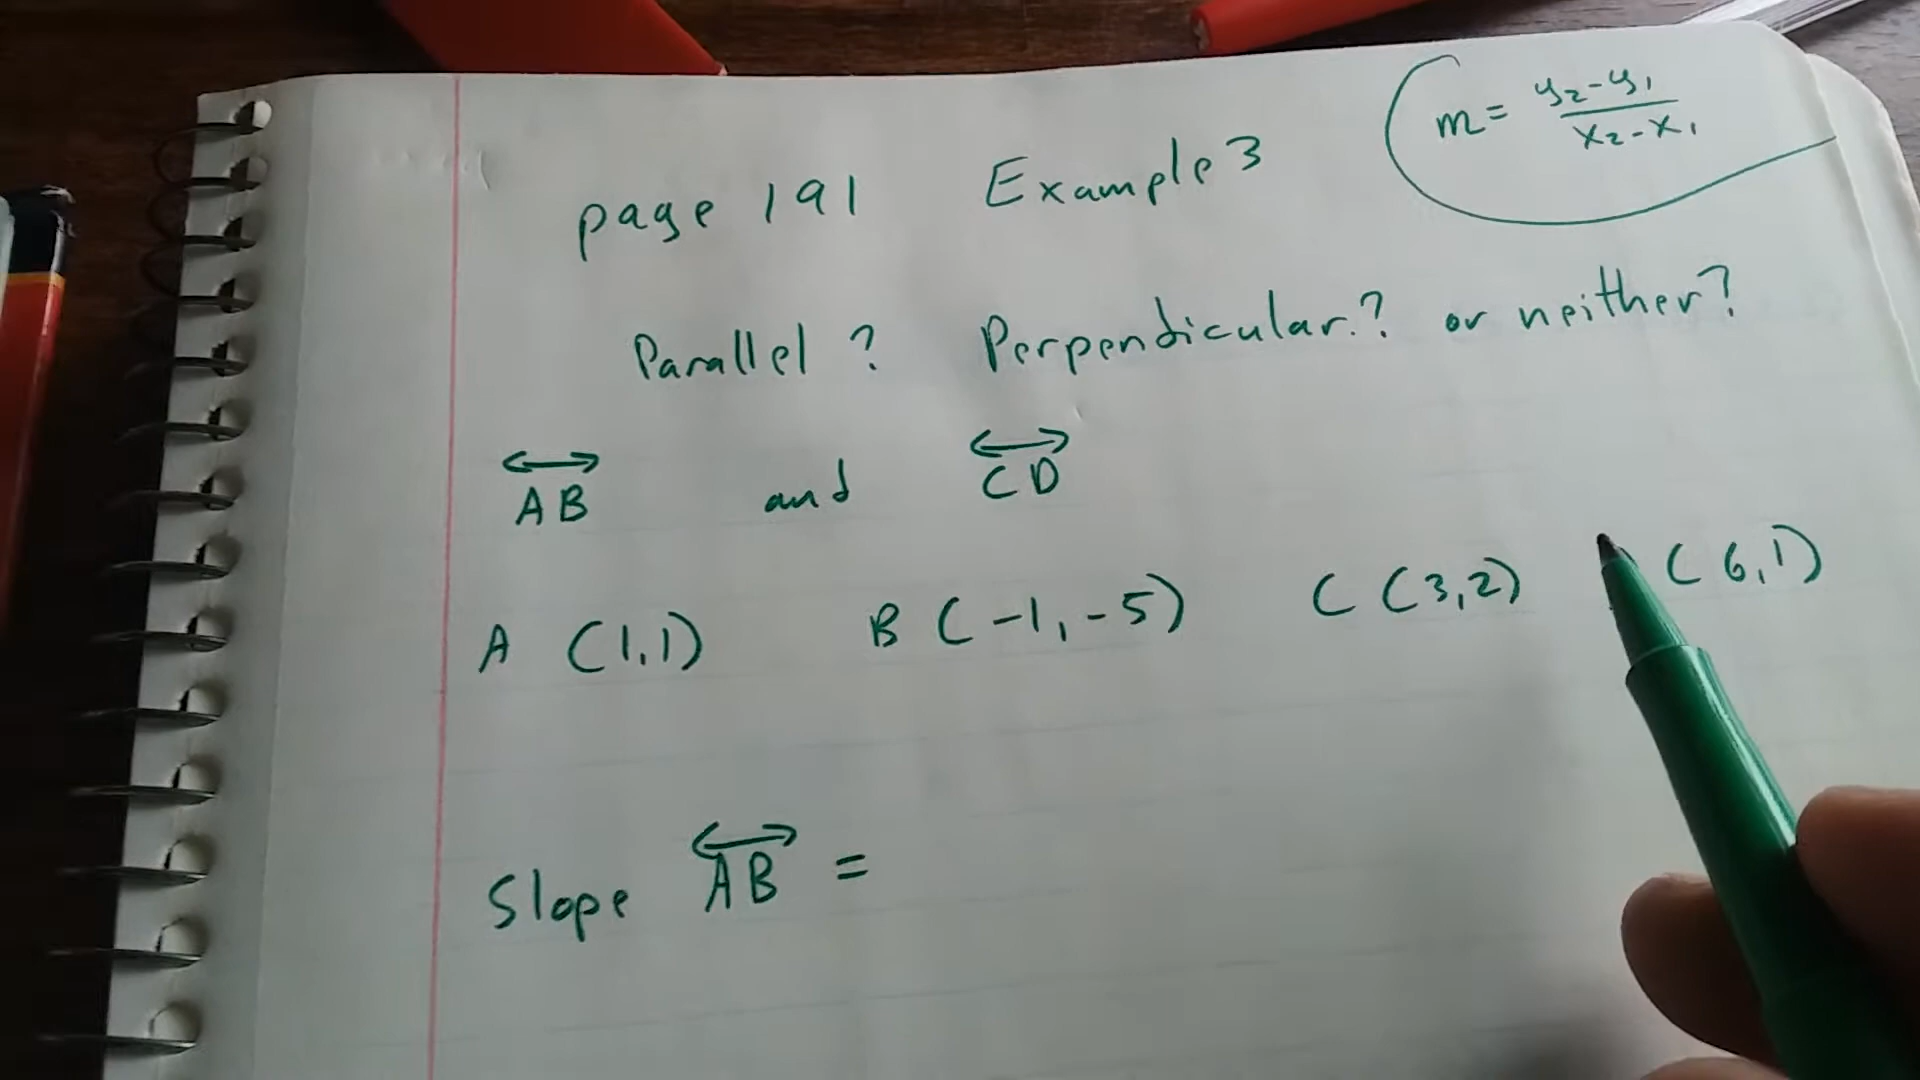 m = y₂-y₁ / x₂-x₁
page 191 Example 3
Parallel ? Perpendicular.? or neither?
AB and CD
A (1,1) B (-1,-5) C (3,2) (6,1)
Slope AB =